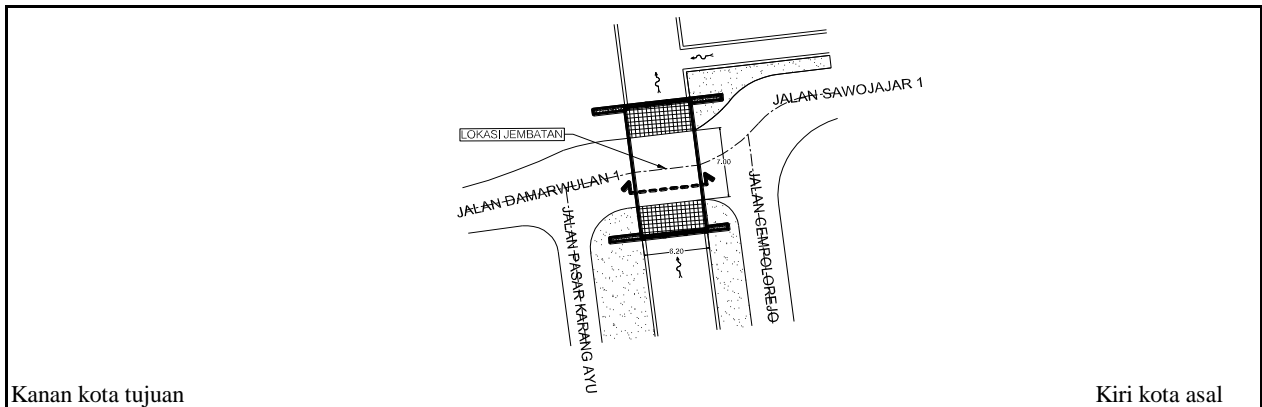 JALAN SAWOJAJAR 1
LOKASI JEMBATAN
7.00
JALAN DAMARWULAN 1
JALAN PASAR KARANG AYU
JALAN CEMPOLOREJO
6.20
Kanan kota tujuan
Kiri kota asal